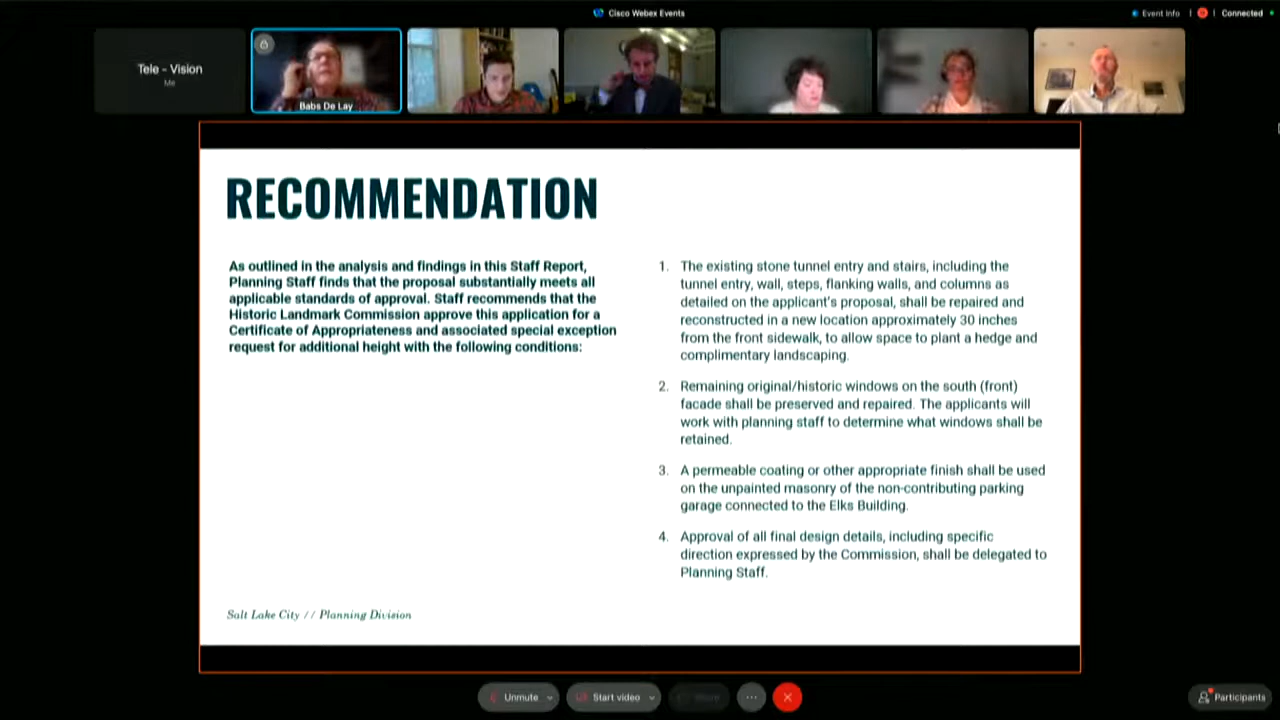 Cisco Webex Events
Event Info
Connected
Tele - Vision
Me
Babs De Lay
RECOMMENDATION
As outlined in the analysis and findings in this Staff Report,
Planning Staff finds that the proposal substantially meets all
applicable standards of approval. Staff recommends that the
Historic Landmark Commission approve this application for a
Certificate of Appropriateness and associated special exception
request for additional height with the following conditions:
1. The existing stone tunnel entry and stairs, including the
tunnel entry, wall, steps, flanking walls, and columns as
detailed on the applicant's proposal, shall be repaired and
reconstructed in a new location approximately 30 inches
from the front sidewalk, to allow space to plant a hedge and
complimentary landscaping.
2. Remaining original/historic windows on the south (front)
facade shall be preserved and repaired. The applicants will
work with planning staff to determine what windows shall be
retained.
3. A permeable coating or other appropriate finish shall be used
on the unpainted masonry of the non-contributing parking
garage connected to the Elks Building.
4. Approval of all final design details, including specific
direction expressed by the Commission, shall be delegated to
Planning Staff.
Salt Lake City // Planning Division
Unmute
Start video
Participants